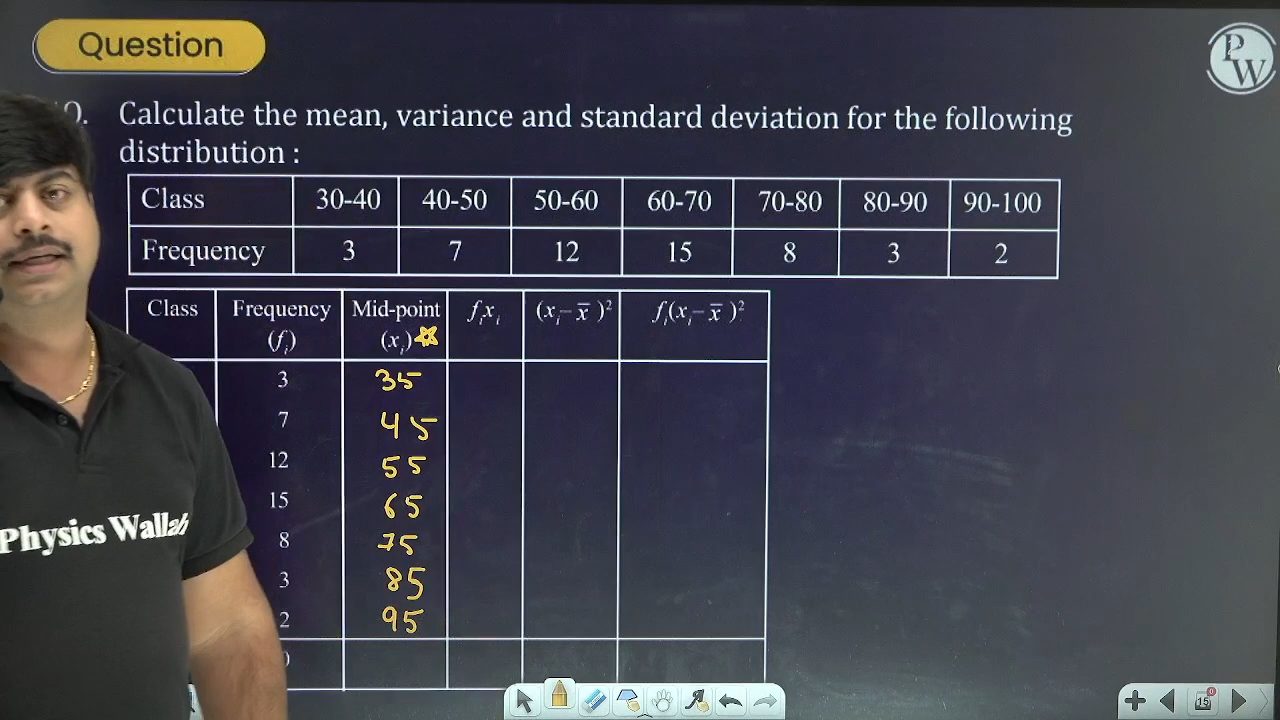 Question
Q. Calculate the mean, variance and standard deviation for the following
distribution :
Class 30-40 40-50 50-60 60-70 70-80 80-90 90-100
Frequency 3 7 12 15 8 3 2
Class Frequency (fᵢ) Mid-point (xᵢ) fᵢxᵢ (xᵢ–x̅)² fᵢ(xᵢ–x̅)²
3 35
7 45
12 55
15 65
8 75
3 85
2 95
Physics Wallah
PW
15